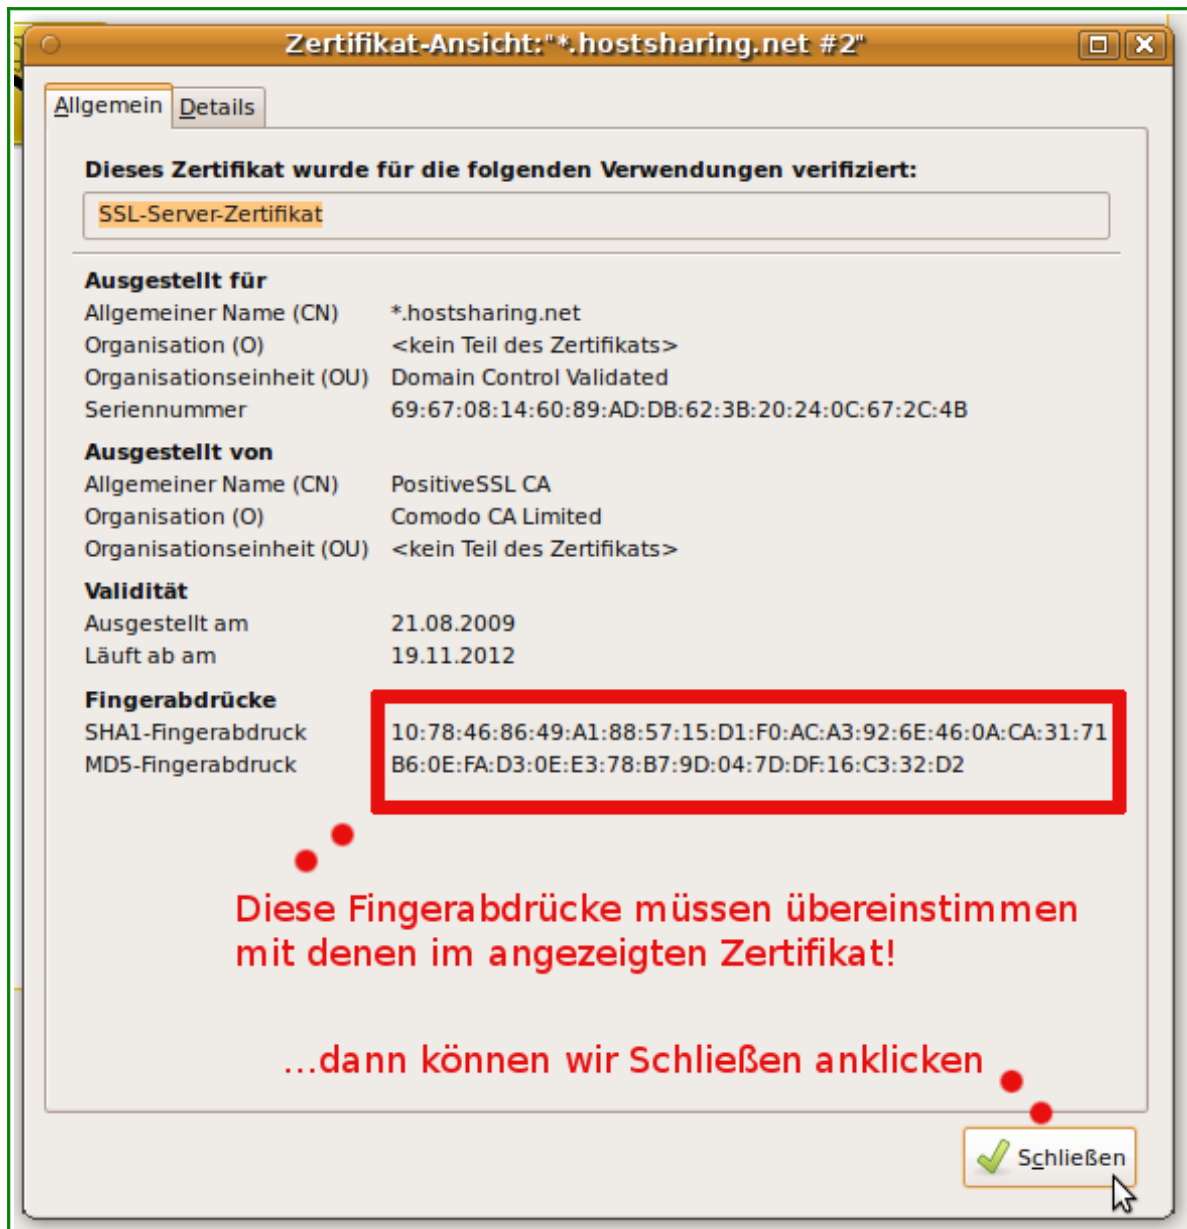 Zertifikat-Ansicht:"*.hostsharing.net #2"
Allgemein Details
Dieses Zertifikat wurde für die folgenden Verwendungen verifiziert:
SSL-Server-Zertifikat
Ausgestellt für
Allgemeiner Name (CN) *.hostsharing.net
Organisation (O) <kein Teil des Zertifikats>
Organisationseinheit (OU) Domain Control Validated
Seriennummer 69:67:08:14:60:89:AD:DB:62:3B:20:24:0C:67:2C:4B
Ausgestellt von
Allgemeiner Name (CN) PositiveSSL CA
Organisation (O) Comodo CA Limited
Organisationseinheit (OU) <kein Teil des Zertifikats>
Validität
Ausgestellt am 21.08.2009
Läuft ab am 19.11.2012
Fingerabdrücke
SHA1-Fingerabdruck 10:78:46:86:49:A1:88:57:15:D1:F0:AC:A3:92:6E:46:0A:CA:31:71
MD5-Fingerabdruck B6:0E:FA:D3:0E:E3:78:B7:9D:04:7D:DF:16:C3:32:D2
Diese Fingerabdrücke müssen übereinstimmen
mit denen im angezeigten Zertifikat!
...dann können wir Schließen anklicken
Schließen